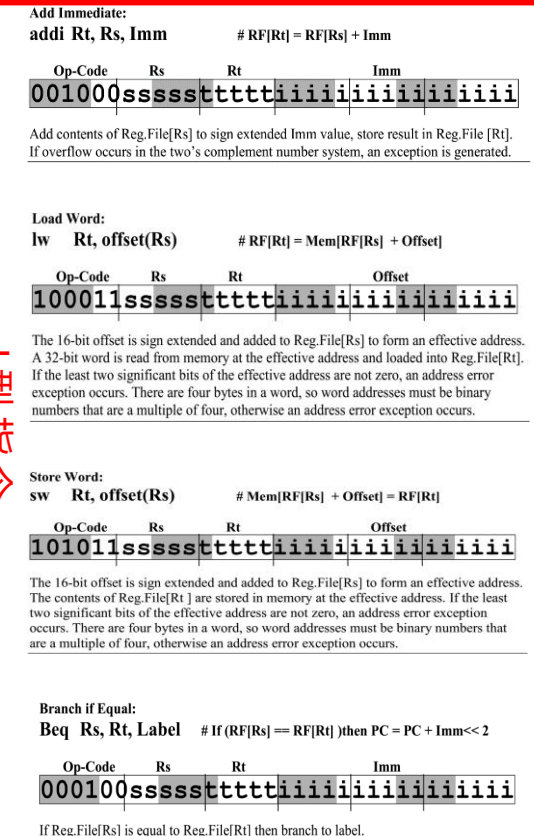 Add Immediate:
addi Rt, Rs, Imm # RF[Rt] = RF[Rs] + Imm
Op-Code Rs Rt Imm
001000ssssstttttiiiiiiiiiiiiiiii
Add contents of Reg.File[Rs] to sign extended Imm value, store result in Reg.File [Rt].
If overflow occurs in the two's complement number system, an exception is generated.
Load Word:
lw Rt, offset(Rs) # RF[Rt] = Mem[RF[Rs] + Offset]
Op-Code Rs Rt Offset
100011ssssstttttiiiiiiiiiiiiiiii
The 16-bit offset is sign extended and added to Reg.File[Rs] to form an effective address.
A 32-bit word is read from memory at the effective address and loaded into Reg.File[Rt].
If the least two significant bits of the effective address are not zero, an address error
exception occurs. There are four bytes in a word, so word addresses must be binary
numbers that are a multiple of four, otherwise an address error exception occurs.
Store Word:
sw Rt, offset(Rs) # Mem[RF[Rs] + Offset] = RF[Rt]
Op-Code Rs Rt Offset
101011ssssstttttiiiiiiiiiiiiiiii
The 16-bit offset is sign extended and added to Reg.File[Rs] to form an effective address.
The contents of Reg.File[Rt ] are stored in memory at the effective address. If the least
two significant bits of the effective address are not zero, an address error exception
occurs. There are four bytes in a word, so word addresses must be binary numbers that
are a multiple of four, otherwise an address error exception occurs.
Branch if Equal:
Beq Rs, Rt, Label # If (RF[Rs] == RF[Rt] )then PC = PC + Imm<< 2
Op-Code Rs Rt Imm
000100ssssstttttiiiiiiiiiiiiiiii
If Reg.File[Rs] is equal to Reg.File[Rt] then branch to label.